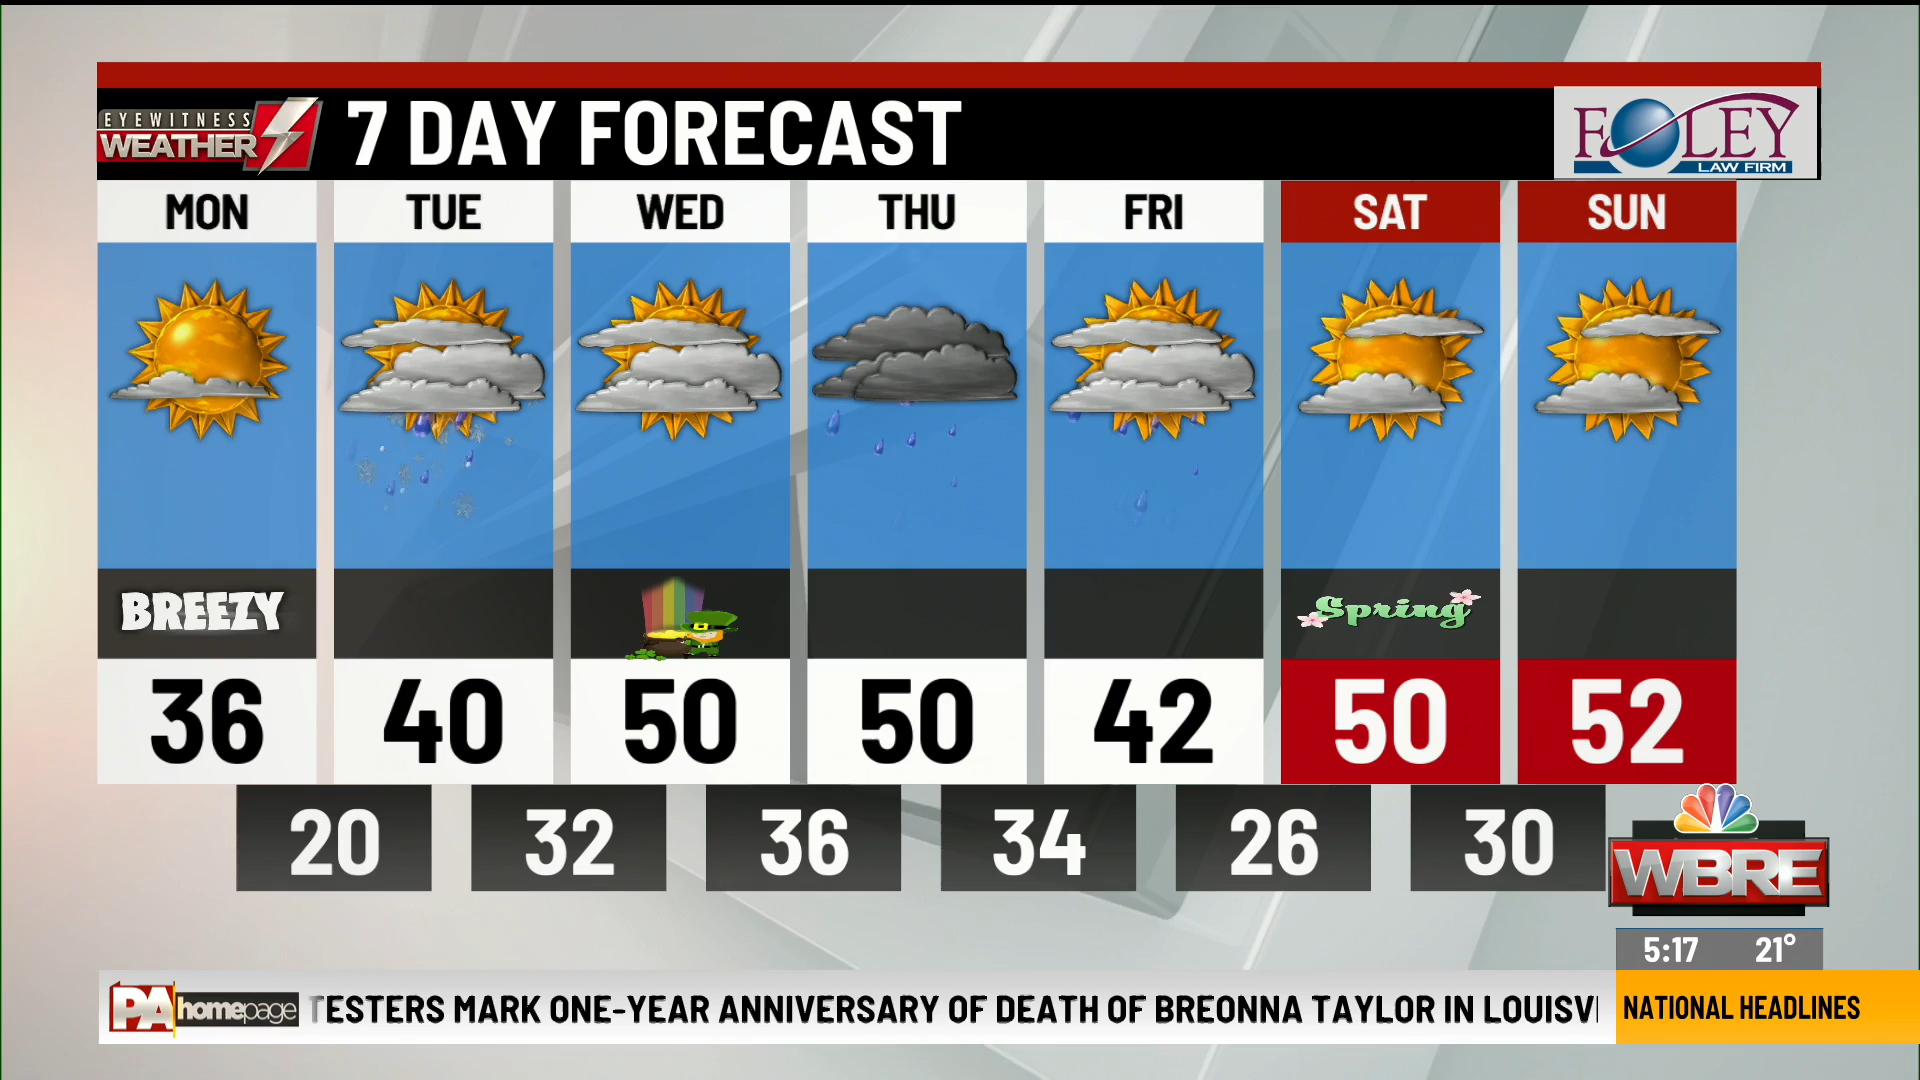 EYEWITNESS
WEATHER
7 DAY FORECAST
FOLEY
LAW FIRM
MON TUE WED THU FRI SAT SUN
BREEZY
Spring
36 40 50 50 42 50 52
20 32 36 34 26 30
WBRE
5:17 21°
PA homepage
TESTERS MARK ONE-YEAR ANNIVERSARY OF DEATH OF BREONNA TAYLOR IN LOUISV
NATIONAL HEADLINES